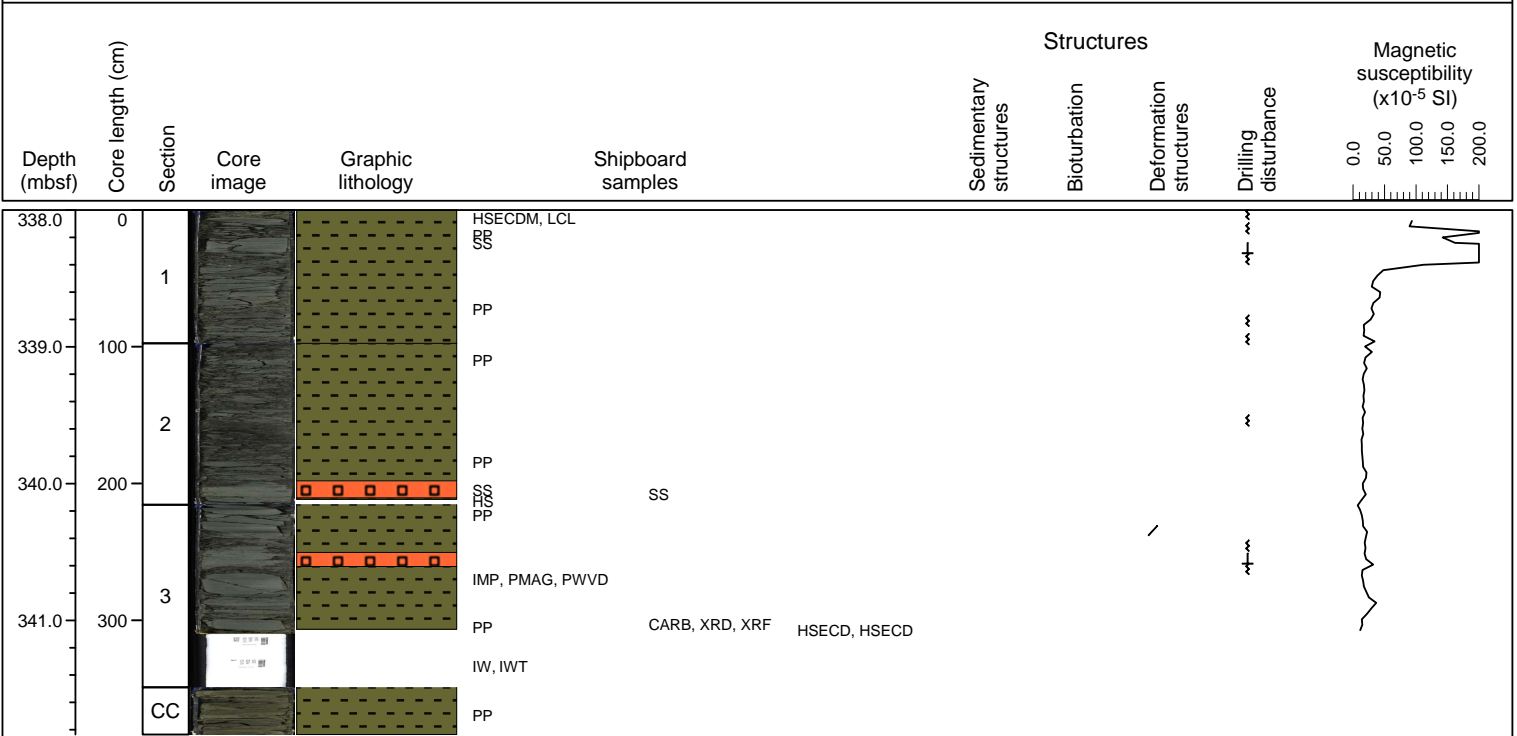 Structures
Depth
(mbsf)
Core length (cm)
Section
Core
image
Graphic
lithology
Shipboard
samples
Sedimentary
structures
Bioturbation
Deformation
structures
Drilling
disturbance
Magnetic
susceptibility
(x10-5 SI)
0.0 50.0 100.0 150.0 200.0
338.0 0 HSECDM, LCL
PP
SS
1
PP
339.0 100
PP
2
PP
340.0 200
SS SS
HS
PP
IMP, PMAG, PWVD
3
341.0 300
PP CARB, XRD, XRF HSECD, HSECD
IW, IWT
CC PP